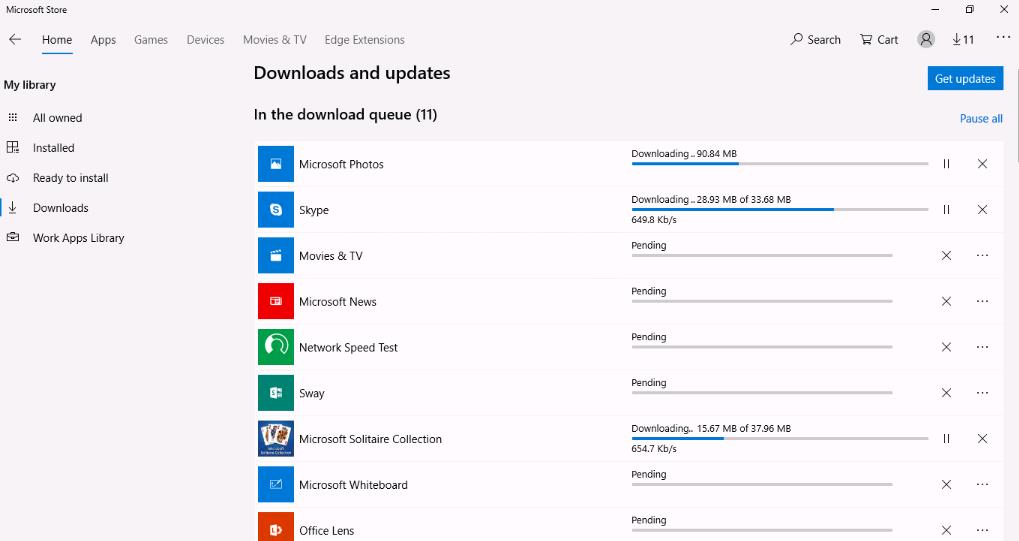 Microsoft Store
Home Apps Games Devices Movies & TV Edge Extensions Search Cart 11
My library
All owned
Installed
Ready to install
Downloads
Work Apps Library
Downloads and updates
Get updates
In the download queue (11)
Pause all
Microsoft Photos
Downloading.. 90.84 MB
Skype
Downloading.. 28.93 MB of 33.68 MB
649.8 Kb/s
Movies & TV
Pending
Microsoft News
Pending
Network Speed Test
Pending
Sway
Pending
Microsoft Solitaire Collection
Downloading.. 15.67 MB of 37.96 MB
654.7 Kb/s
Microsoft Whiteboard
Pending
Office Lens
Pending